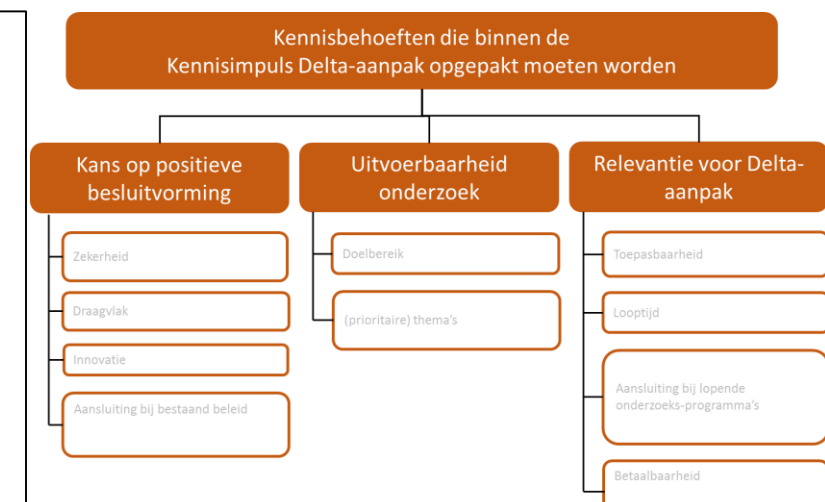 Kennisbehoeften die binnen de
Kennisimpuls Delta-aanpak opgepakt moeten worden
Kans op positieve
besluitvorming
Zekerheid
Draagvlak
Innovatie
Aansluiting bij bestaand beleid
Uitvoerbaarheid
onderzoek
Doelbereik
(prioritaire) thema's
Relevantie voor Delta-
aanpak
Toepasbaarheid
Looptijd
Aansluiting bij lopende
onderzoeks-programma's
Betaalbaarheid